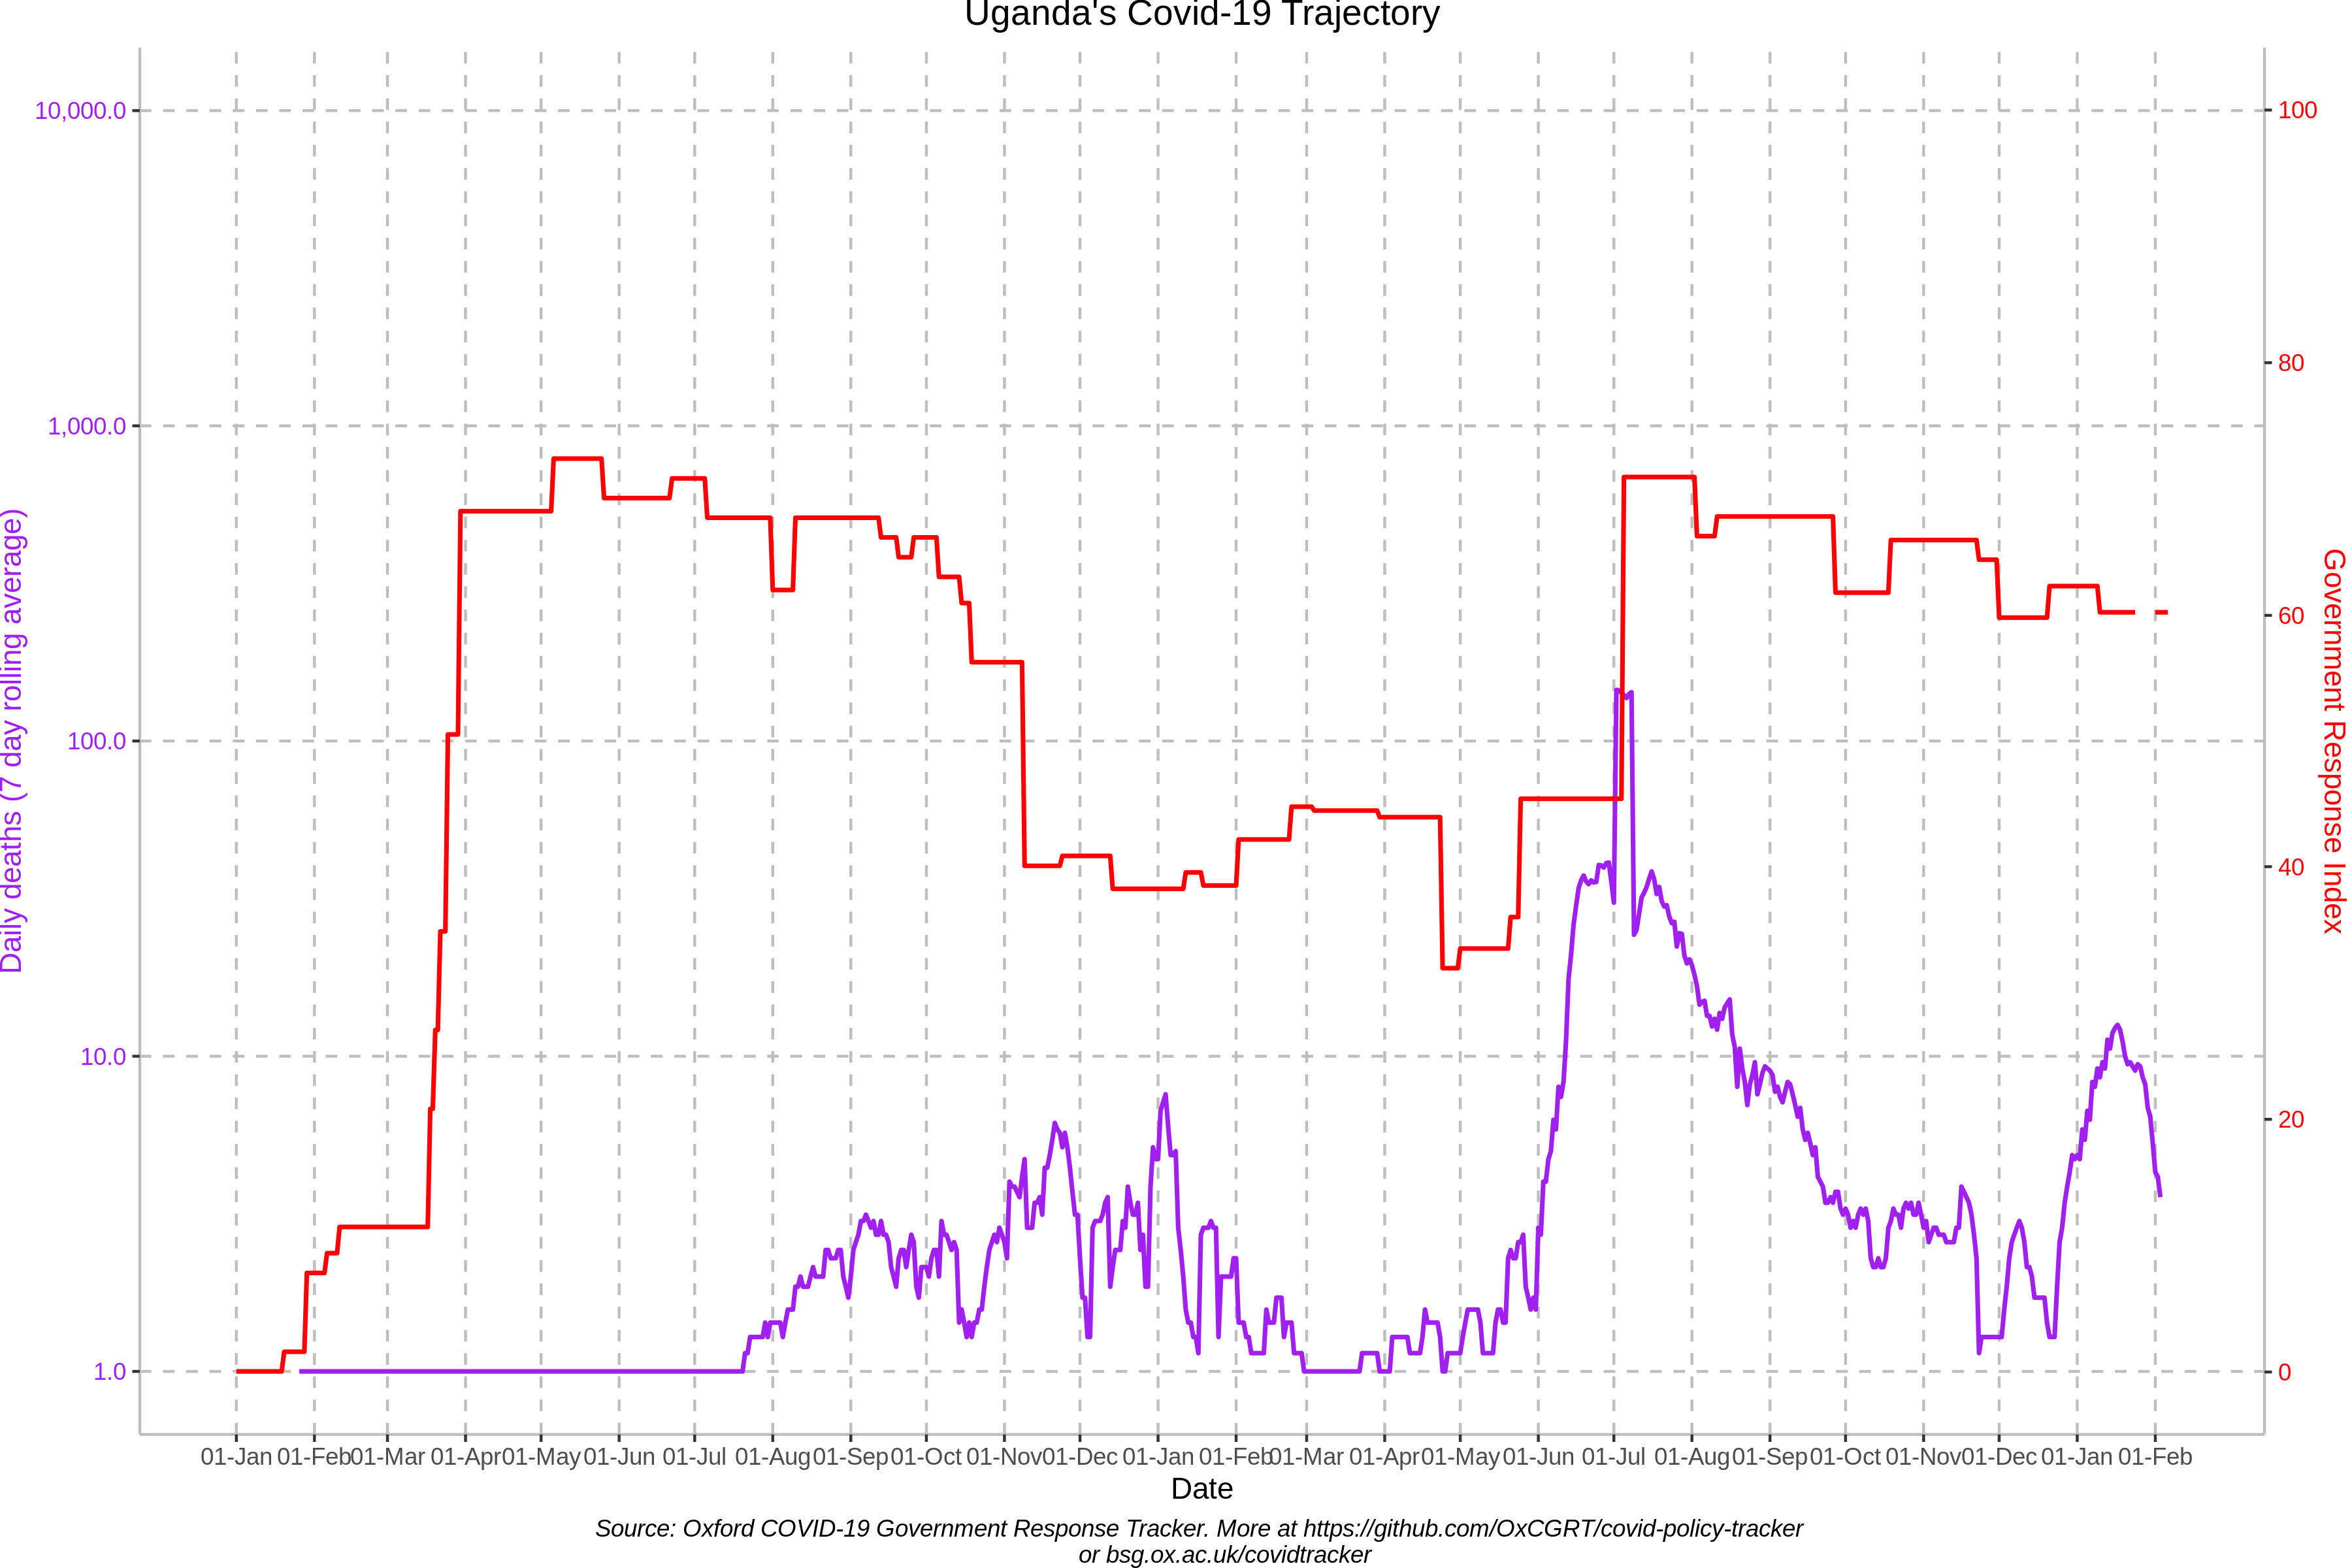 Uganda's Covid-19 Trajectory
10,000.0
1,000.0
100.0
10.0
1.0
Daily deaths (7 day rolling average)
100
80
60
40
20
0
Government Response Index
01-Jan 01-Feb 01-Mar 01-Apr 01-May 01-Jun 01-Jul 01-Aug 01-Sep 01-Oct 01-Nov 01-Dec 01-Jan 01-Feb 01-Mar 01-Apr 01-May 01-Jun 01-Jul 01-Aug 01-Sep 01-Oct 01-Nov 01-Dec 01-Jan 01-Feb
Date
Source: Oxford COVID-19 Government Response Tracker. More at https://github.com/OxCGRT/covid-policy-tracker
or bsg.ox.ac.uk/covidtracker